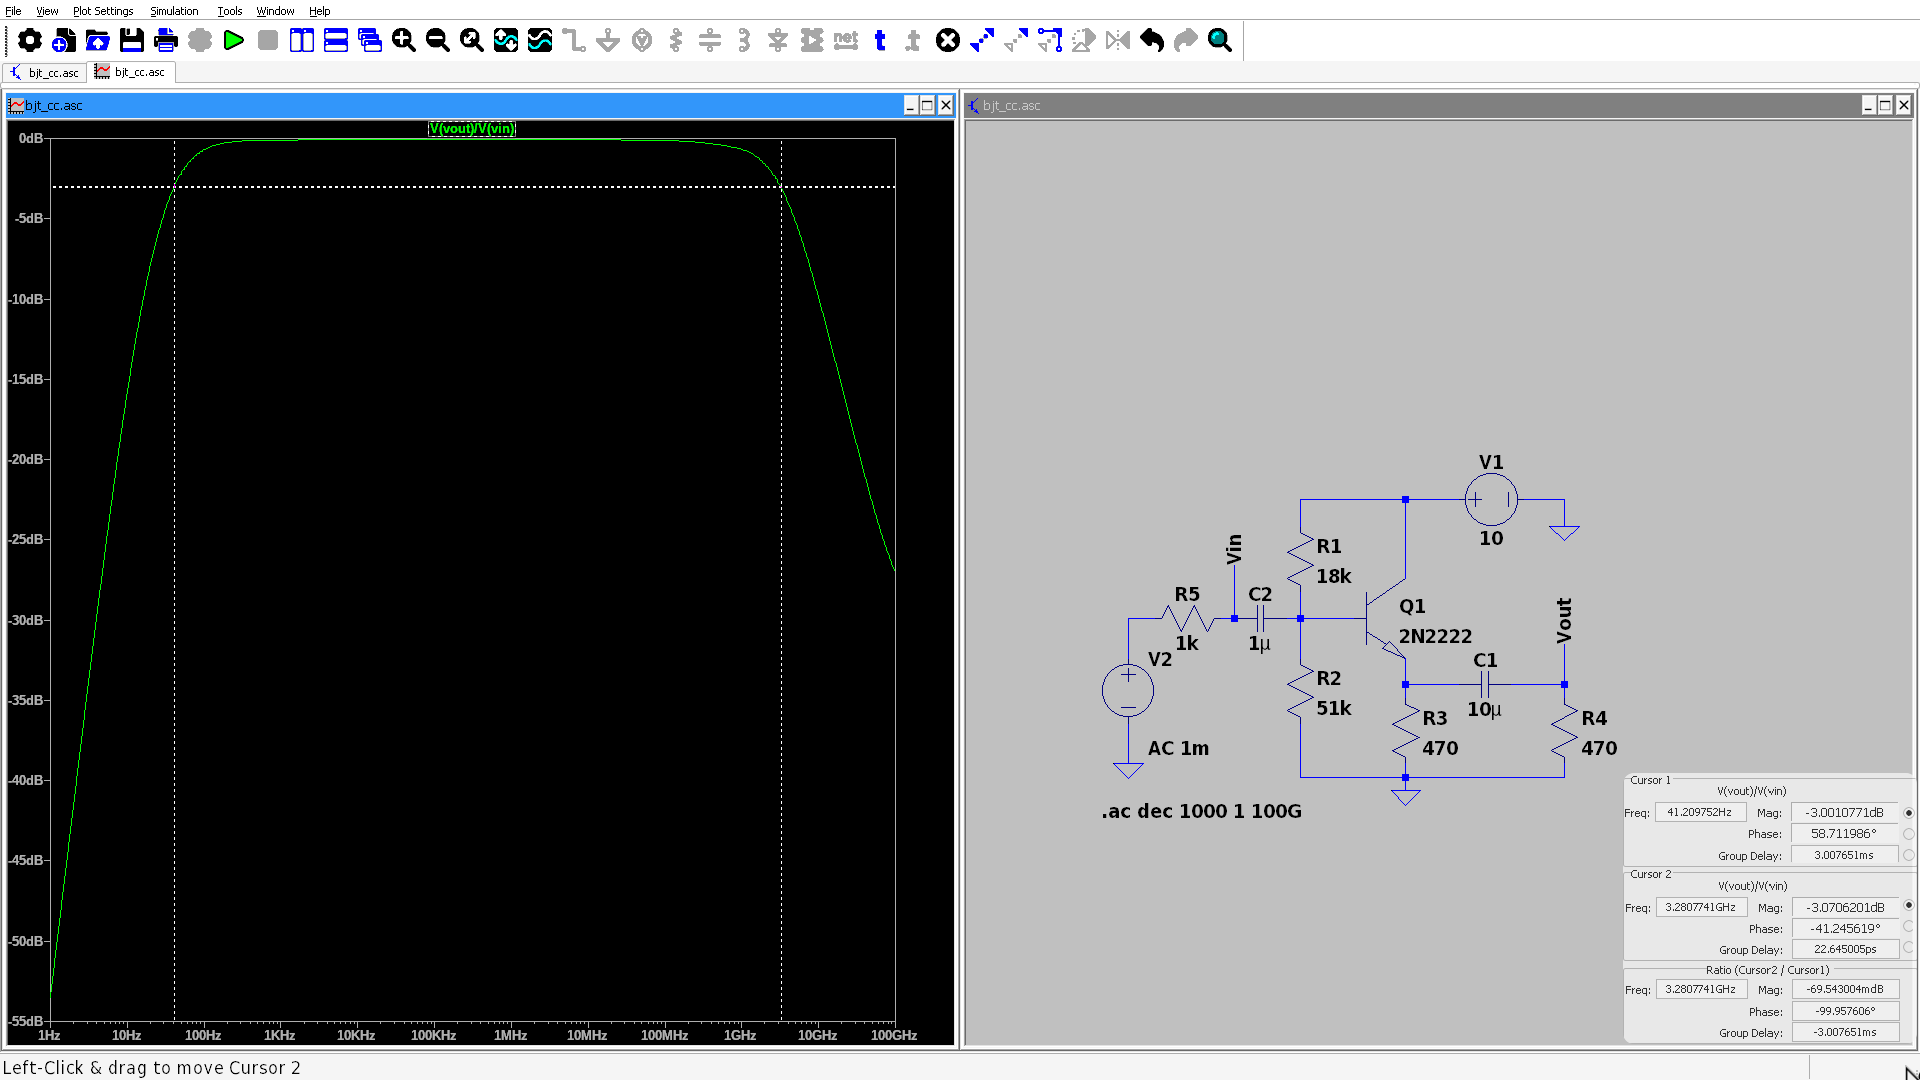 File View Plot Settings Simulation Tools Window Help
net t t
bjt_cc.asc bjt_cc.asc
bjt_cc.asc
V(vout)/V(vin)
0dB
-5dB
-10dB
-15dB
-20dB
-25dB
-30dB
-35dB
-40dB
-45dB
-50dB
-55dB
1Hz 10Hz 100Hz 1KHz 10KHz 100KHz 1MHz 10MHz 100MHz 1GHz 10GHz 100GHz
bjt_cc.asc
V1
10
Vin
R1
18k
R5
1k
C2
1µ
Q1
2N2222
Vout
V2
AC 1m
R2
51k
C1
10µ
R3
470
R4
470
.ac dec 1000 1 100G
Cursor 1
V(vout)/V(vin)
Freq: 41.209752Hz Mag: -3.0010771dB
Phase: 58.711986°
Group Delay: 3.007651ms
Cursor 2
V(vout)/V(vin)
Freq: 3.2807741GHz Mag: -3.0706201dB
Phase: -41.245619°
Group Delay: 22.645005ps
Ratio (Cursor2 / Cursor1)
Freq: 3.2807741GHz Mag: -69.543004mdB
Phase: -99.957606°
Group Delay: -3.007651ms
Left-Click & drag to move Cursor 2